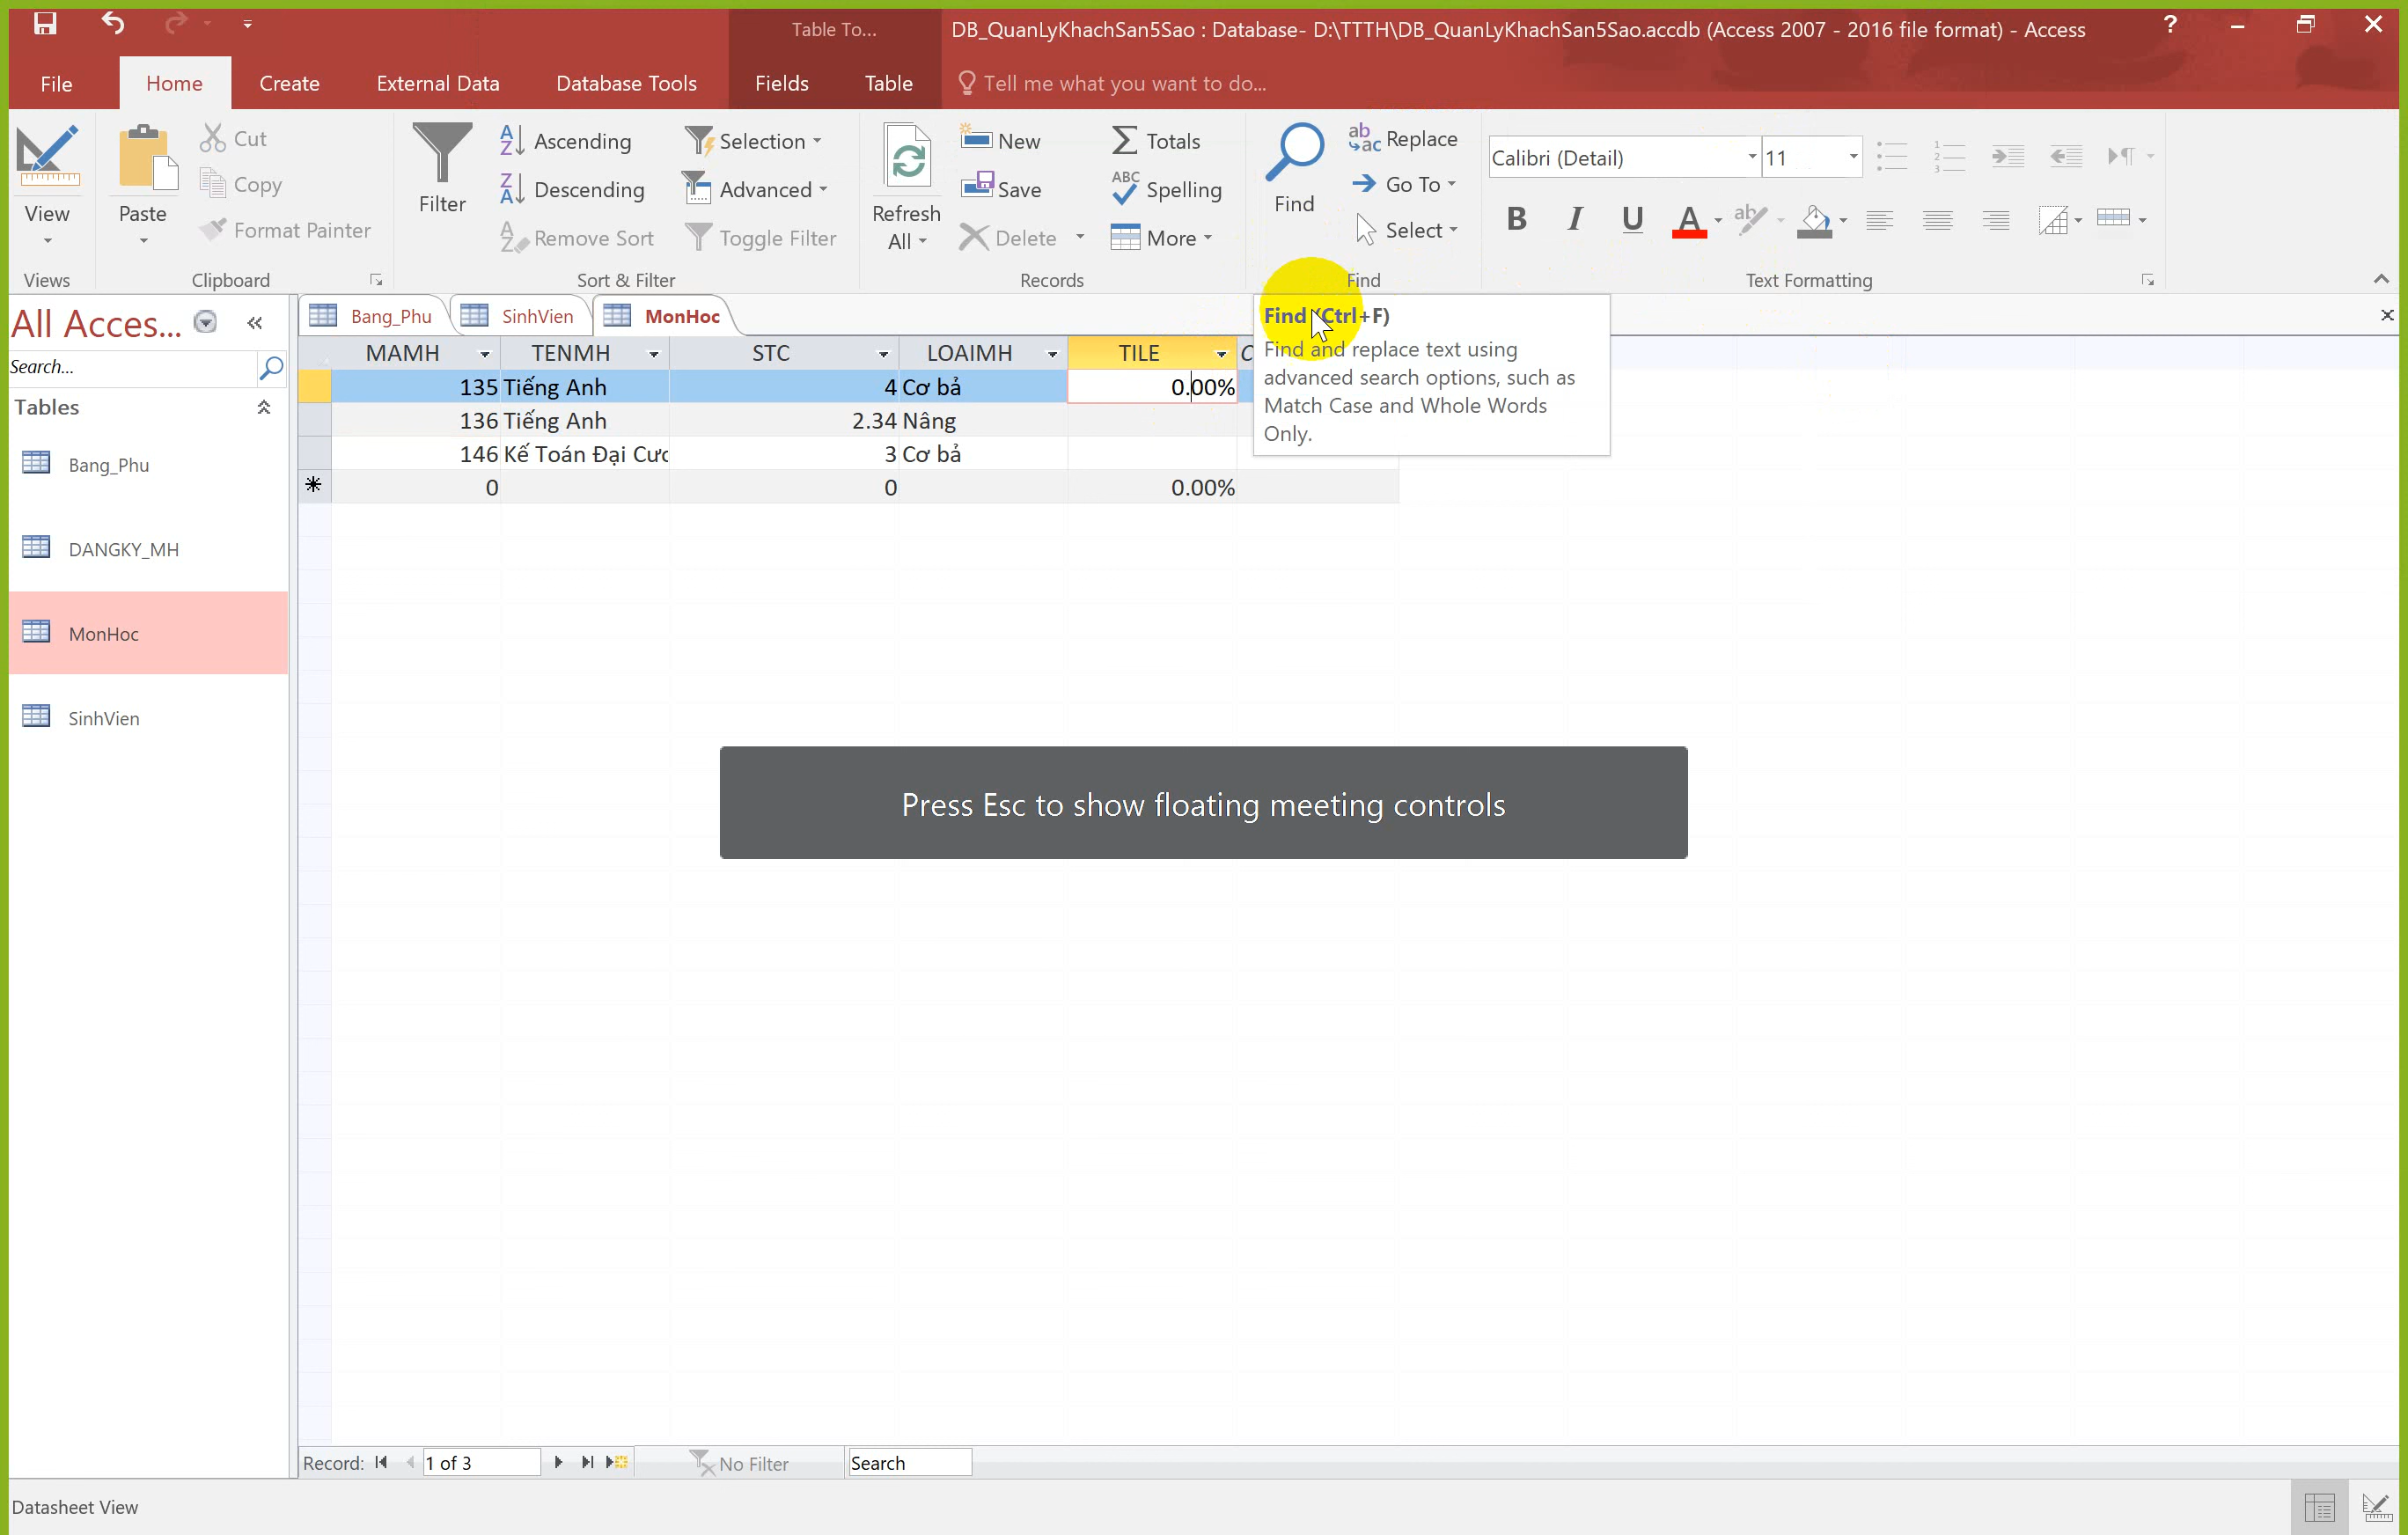 Table To...
DB_QuanLyKhachSan5Sao : Database- D:\TTTH\DB_QuanLyKhachSan5Sao.accdb (Access 2007 - 2016 file format) - Access
?
File
Home
Create
External Data
Database Tools
Fields
Table
Tell me what you want to do...
View
Views
Paste
Cut
Copy
Format Painter
Clipboard
Filter
Ascending
Descending
Remove Sort
Selection
Advanced
Toggle Filter
Sort & Filter
Refresh
All
New
Save
Delete
Totals
Spelling
More
Records
Find
Replace
Go To
Select
Find
Calibri (Detail)
11
B I U A
Text Formatting
All Acces...
Search...
Tables
Bang_Phu
DANGKY_MH
MonHoc
SinhVien
Bang_Phu
SinhVien
MonHoc
MAMH TENMH STC LOAIMH TILE
135 Tiếng Anh 4 Cơ bả 0.00%
136 Tiếng Anh 2.34 Nâng
146 Kế Toán Đại Cươ 3 Cơ bả
0 0 0.00%
Find (Ctrl+F)
Find and replace text using
advanced search options, such as
Match Case and Whole Words
Only.
Press Esc to show floating meeting controls
Record: 1 of 3 No Filter Search
Datasheet View